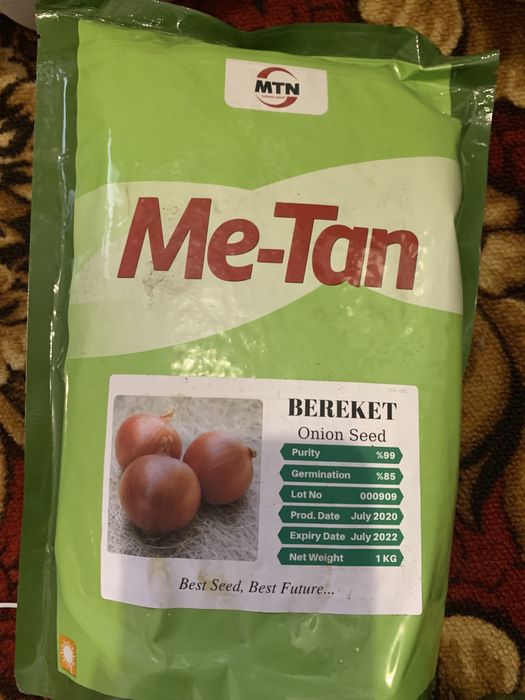 MTN
Me-Tan
BEREKET
Onion Seed
Purity %99
Germination %85
Lot No 000909
Prod. Date July 2020
Expiry Date July 2022
Net Weight 1 KG
Best Seed, Best Future...